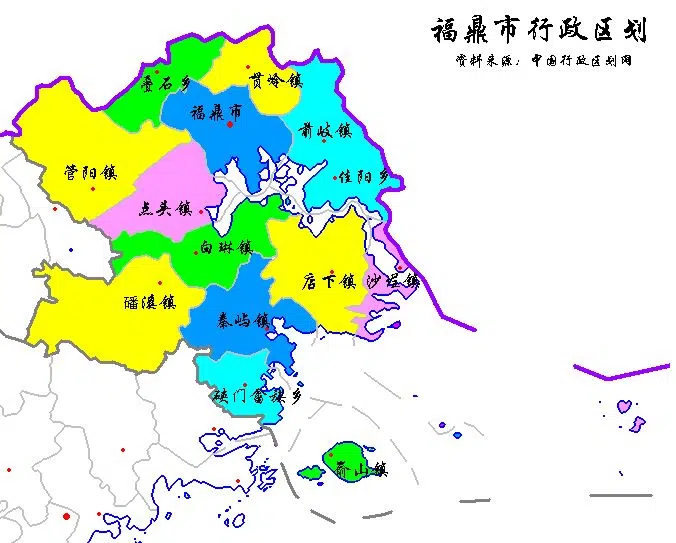 福鼎市行政区划
资料来源：中国行政区划网
叠石乡
贯岭镇
福鼎市
前岐镇
管阳镇
佳阳乡
点头镇
白琳镇
店下镇
沙埕镇
磻溪镇
秦屿镇
硖门畲族乡
嵛山镇